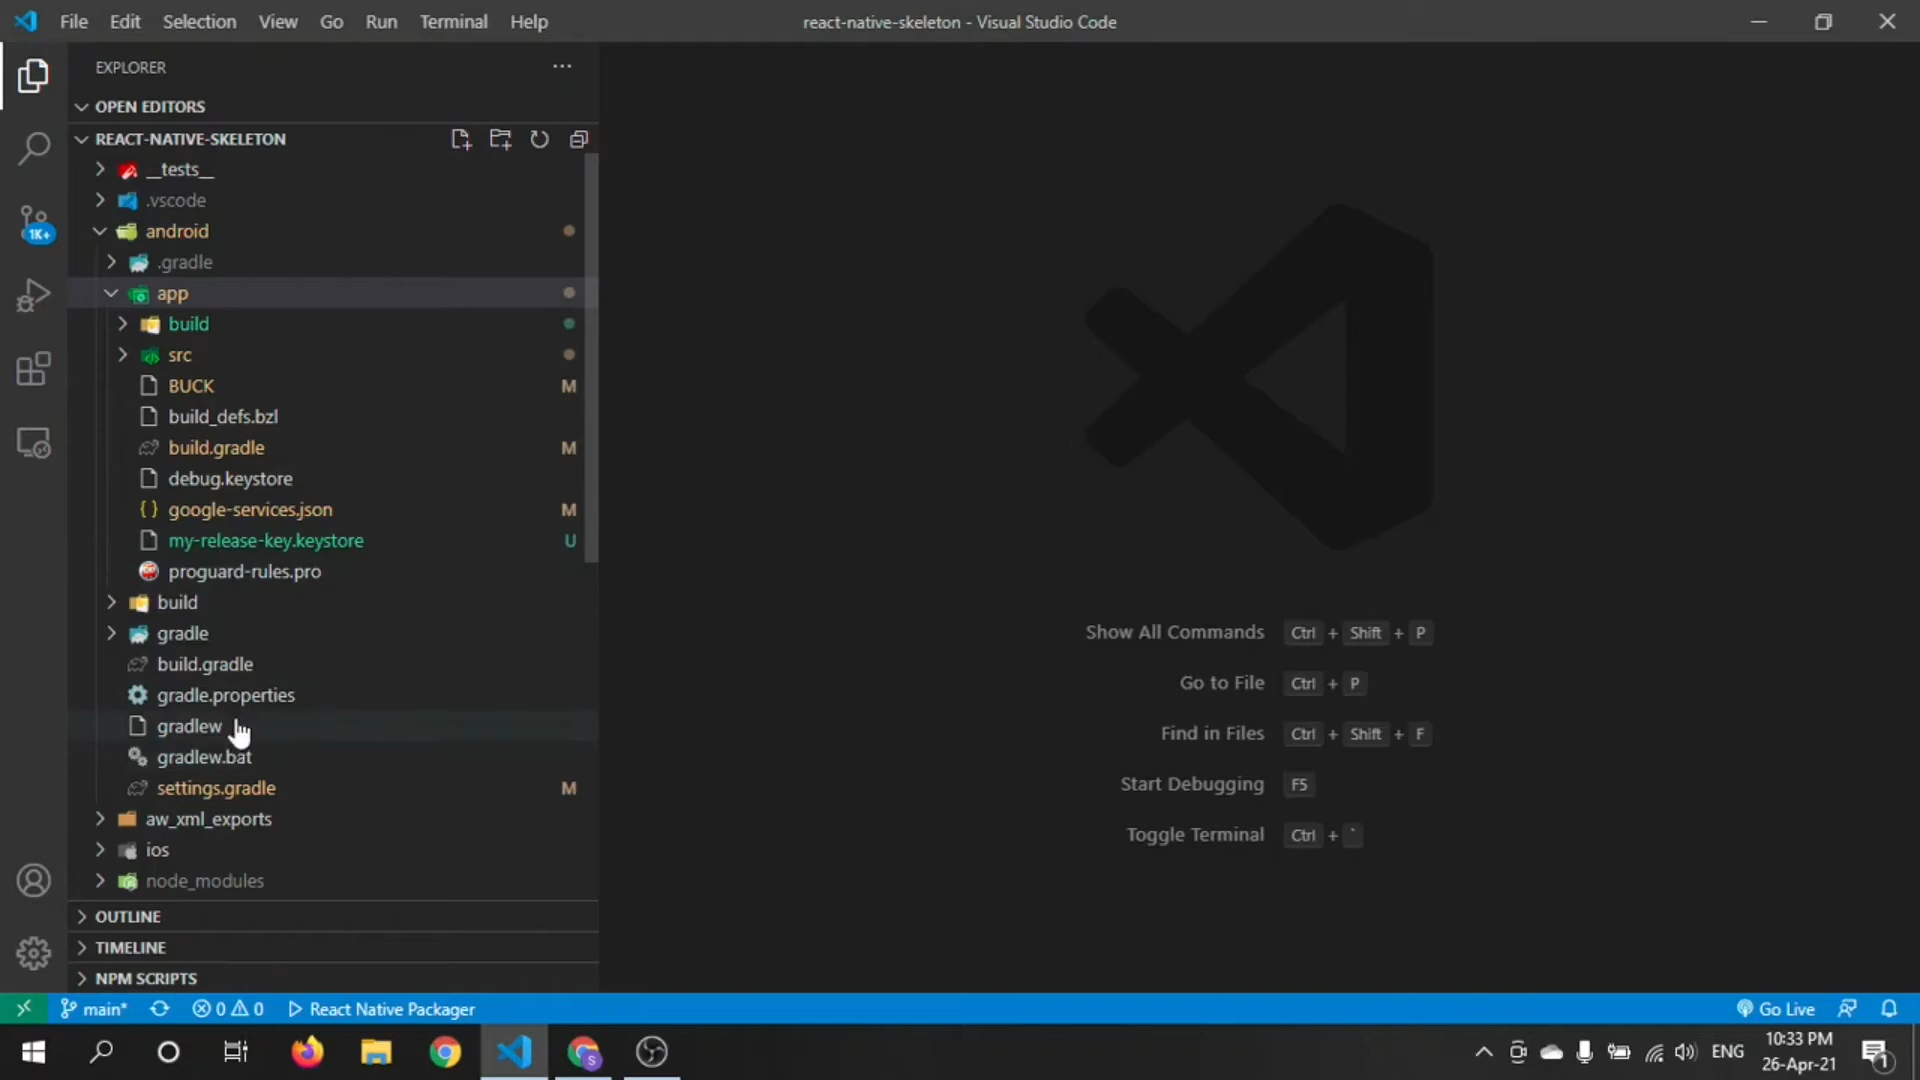 File Edit Selection View Go Run Terminal Help
react-native-skeleton - Visual Studio Code
EXPLORER
OPEN EDITORS
REACT-NATIVE-SKELETON
__tests__
.vscode
1K+
android
.gradle
app
build
src
BUCK M
build_defs.bzl
build.gradle M
debug.keystore
google-services.json M
my-release-key.keystore U
proguard-rules.pro
build
gradle
build.gradle
gradle.properties
gradlew
gradlew.bat
settings.gradle M
aw_xml_exports
ios
node_modules
OUTLINE
TIMELINE
NPM SCRIPTS
Show All Commands Ctrl + Shift + P
Go to File Ctrl + P
Find in Files Ctrl + Shift + F
Start Debugging F5
Toggle Terminal Ctrl + `
main* 0 0 React Native Packager Go Live
S
ENG
10:33 PM
26-Apr-21
1